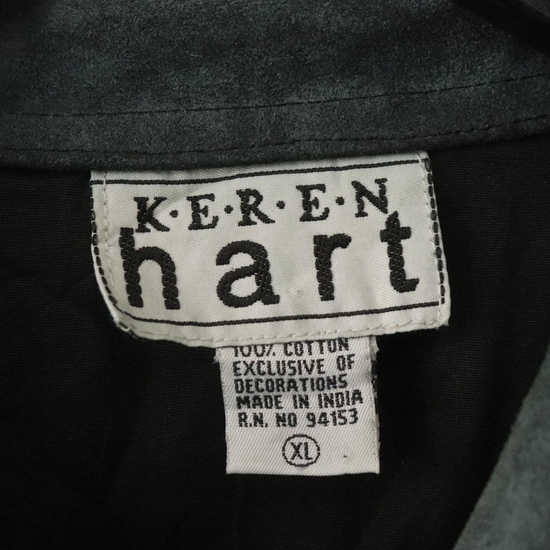 K·E·R·E·N
hart
100% COTTON
EXCLUSIVE OF
DECORATIONS
MADE IN INDIA
R.N. NO 94153
XL